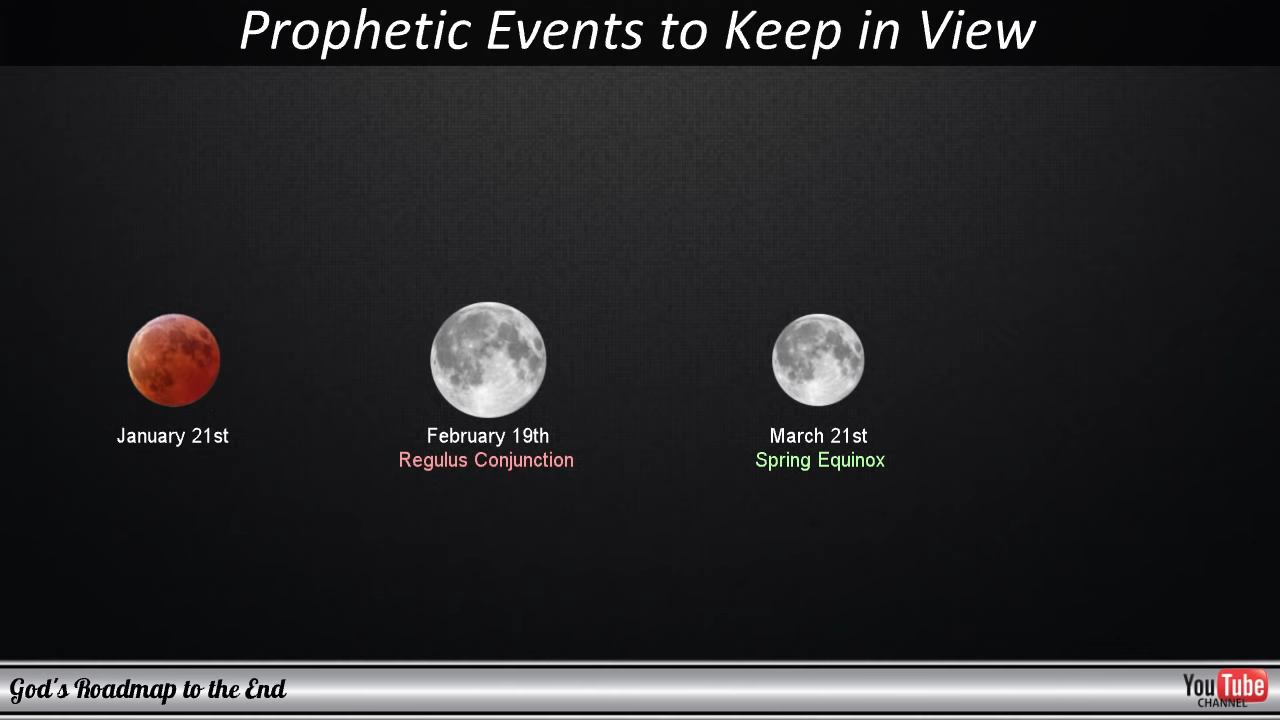 Prophetic Events to Keep in View
January 21st
February 19th
Regulus Conjunction
March 21st
Spring Equinox
God's Roadmap to the End
YouTube
CHANNEL